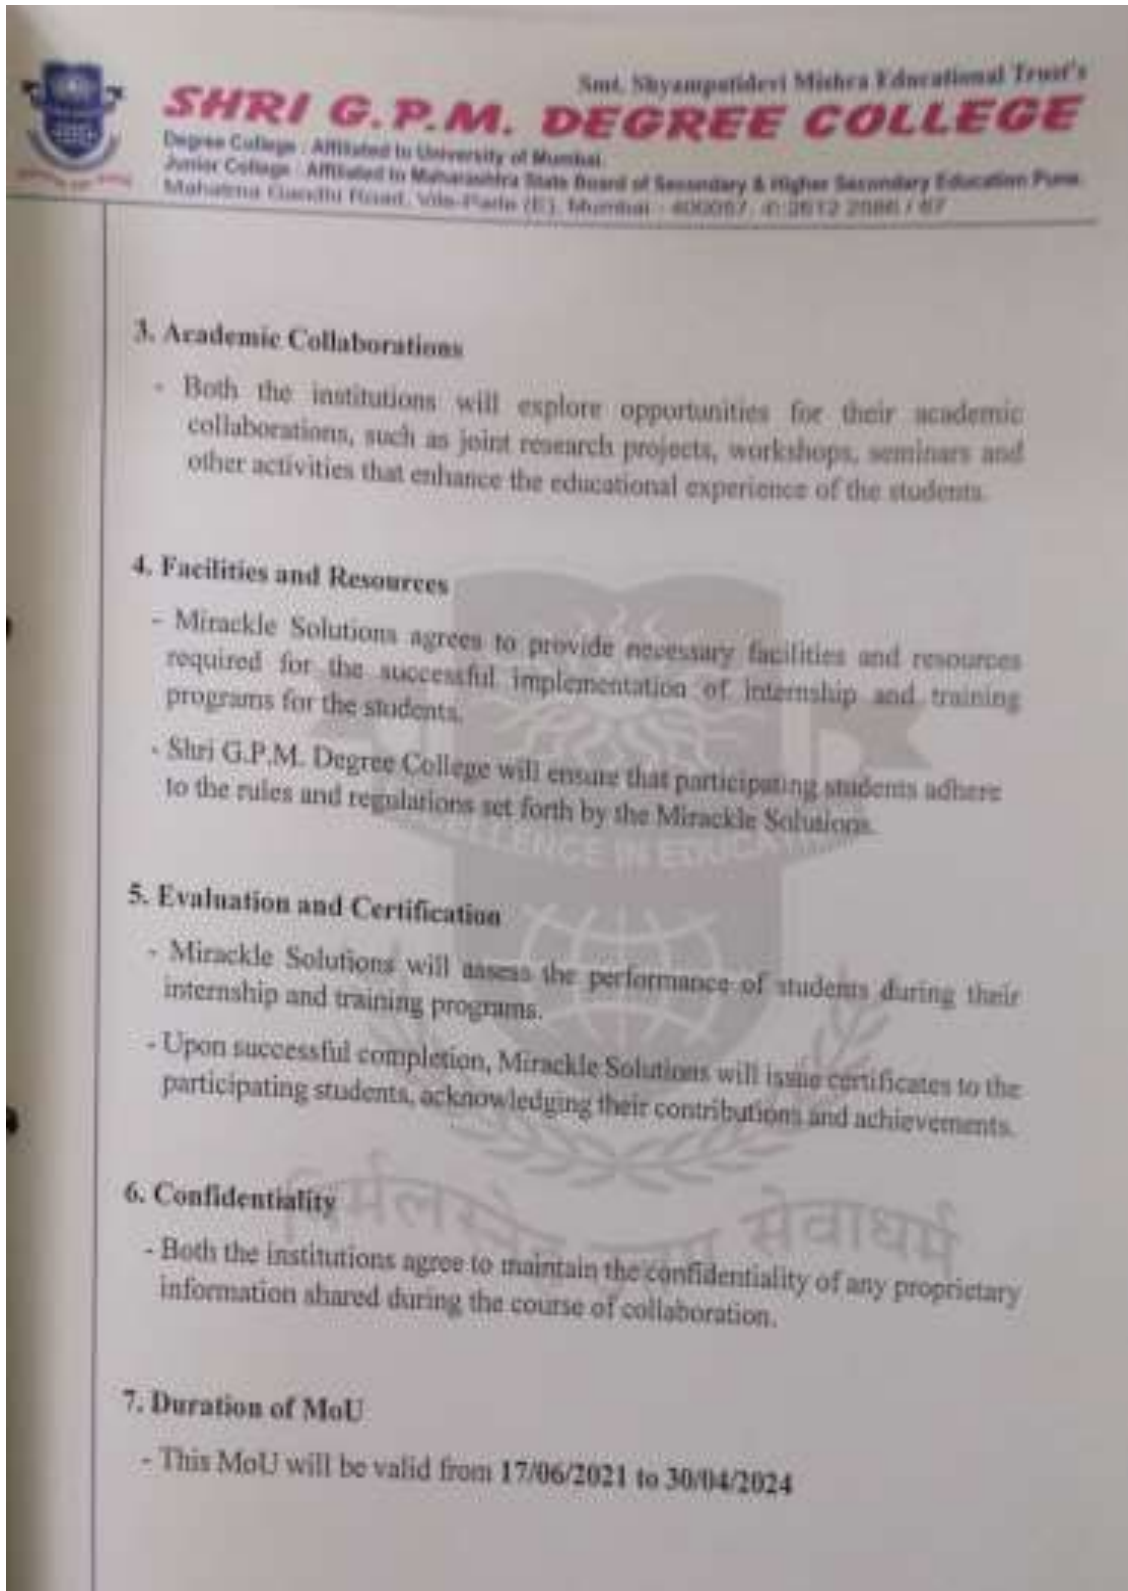 Smt. Shyampatidevi Mishra Educational Trust's
SHRI G.P.M. DEGREE COLLEGE
Degree College : Affiliated to University of Mumbai.
Junior College : Affiliated to Maharashtra State Board of Secondary & Higher Secondary Education Pune.
Mahatma Gandhi Road, Vile-Parle (E), Mumbai - 400057. 2612 2086 / 67
3. Academic Collaborations
- Both the institutions will explore opportunities for their academic
collaborations, such as joint research projects, workshops, seminars and
other activities that enhance the educational experience of the students.
4. Facilities and Resources
- Mirackle Solutions agrees to provide necessary facilities and resources
required for the successful implementation of internship and training
programs for the students.
- Shri G.P.M. Degree College will ensure that participating students adhere
to the rules and regulations set forth by the Mirackle Solutions.
EXCELLENCE IN EDUCATION
5. Evaluation and Certification
- Mirackle Solutions will assess the performance of students during their
internship and training programs.
- Upon successful completion, Mirackle Solutions will issue certificates to the
participating students, acknowledging their contributions and achievements.
6. Confidentiality
सेवाधर्म
- Both the institutions agree to maintain the confidentiality of any proprietary
information shared during the course of collaboration.
7. Duration of MoU
- This MoU will be valid from 17/06/2021 to 30/04/2024